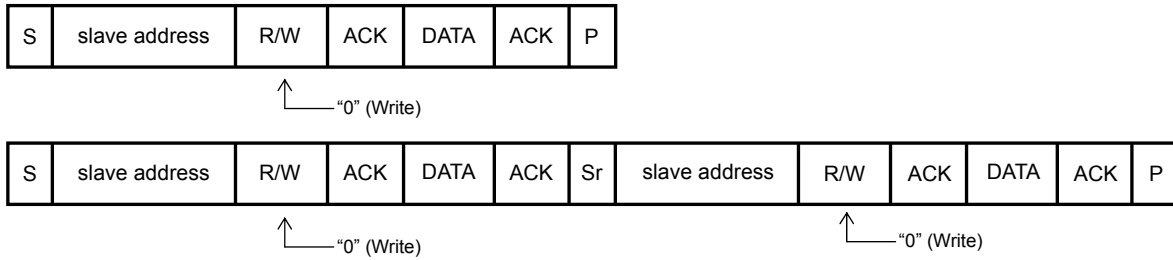 S slave address R/W ACK DATA ACK P
“0” (Write)
S slave address R/W ACK DATA ACK Sr slave address R/W ACK DATA ACK P
“0” (Write) “0” (Write)